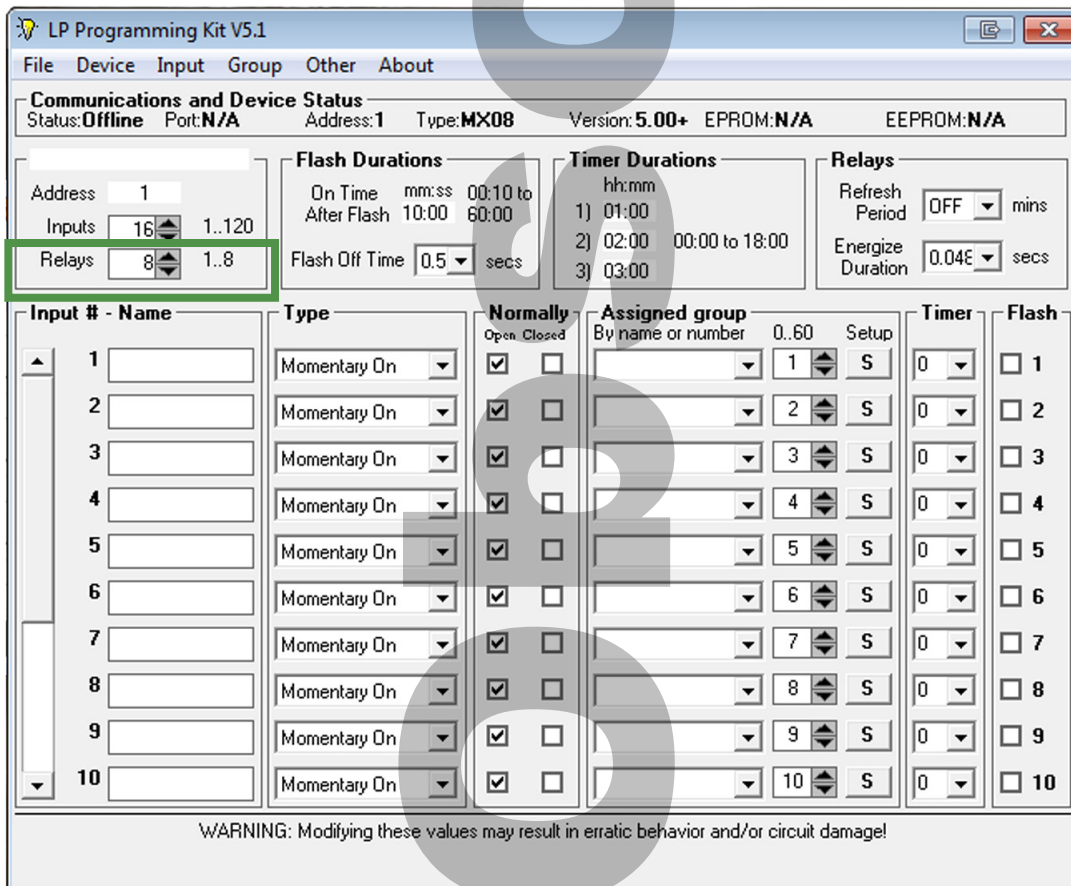 LP Programming Kit V5.1
File Device Input Group Other About
Communications and Device Status
Status:Offline Port:N/A Address:1 Type:MX08 Version:5.00+ EPROM:N/A EEPROM:N/A
Flash Durations Timer Durations Relays
Address 1
Inputs 16 1..120
Relays 8 1..8
On Time After Flash mm:ss 10:00 00:10 to 60:00
Flash Off Time 0.5 secs
hh:mm
1) 01:00
2) 02:00 00:00 to 18:00
3) 03:00
Refresh Period OFF mins
Energize Duration 0.048 secs
Input # - Name Type Normally Assigned group Timer Flash
Open Closed By name or number 0..60 Setup
1 Momentary On 1 S 0 1
2 Momentary On 2 S 0 2
3 Momentary On 3 S 0 3
4 Momentary On 4 S 0 4
5 Momentary On 5 S 0 5
6 Momentary On 6 S 0 6
7 Momentary On 7 S 0 7
8 Momentary On 8 S 0 8
9 Momentary On 9 S 0 9
10 Momentary On 10 S 0 10
WARNING: Modifying these values may result in erratic behavior and/or circuit damage!